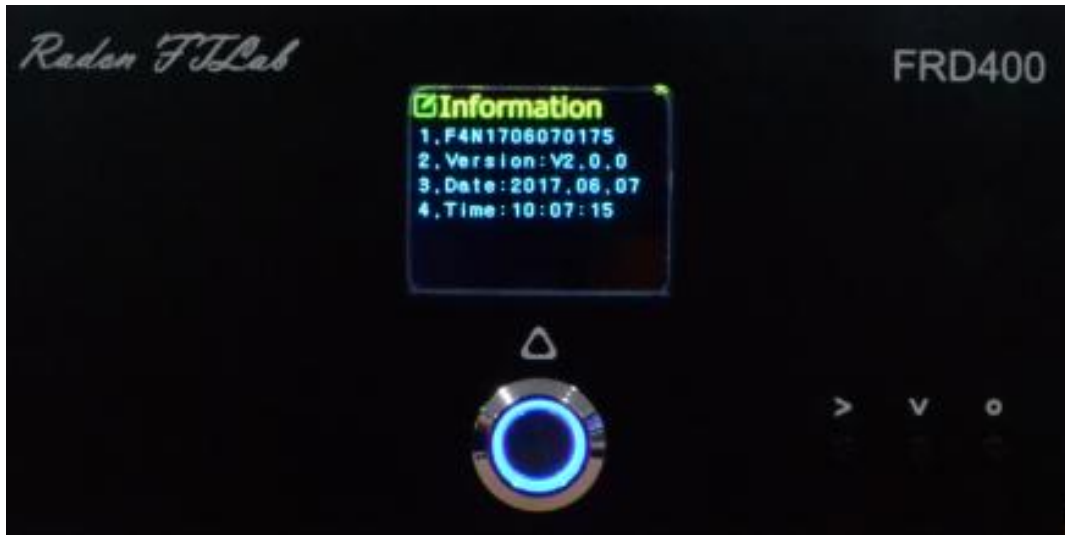 Radon FTLab
FRD400
Information
1.F4N1706070175
2.Version:V2.0.0
3.Date:2017.06.07
4.Time:10:07:15
> V O